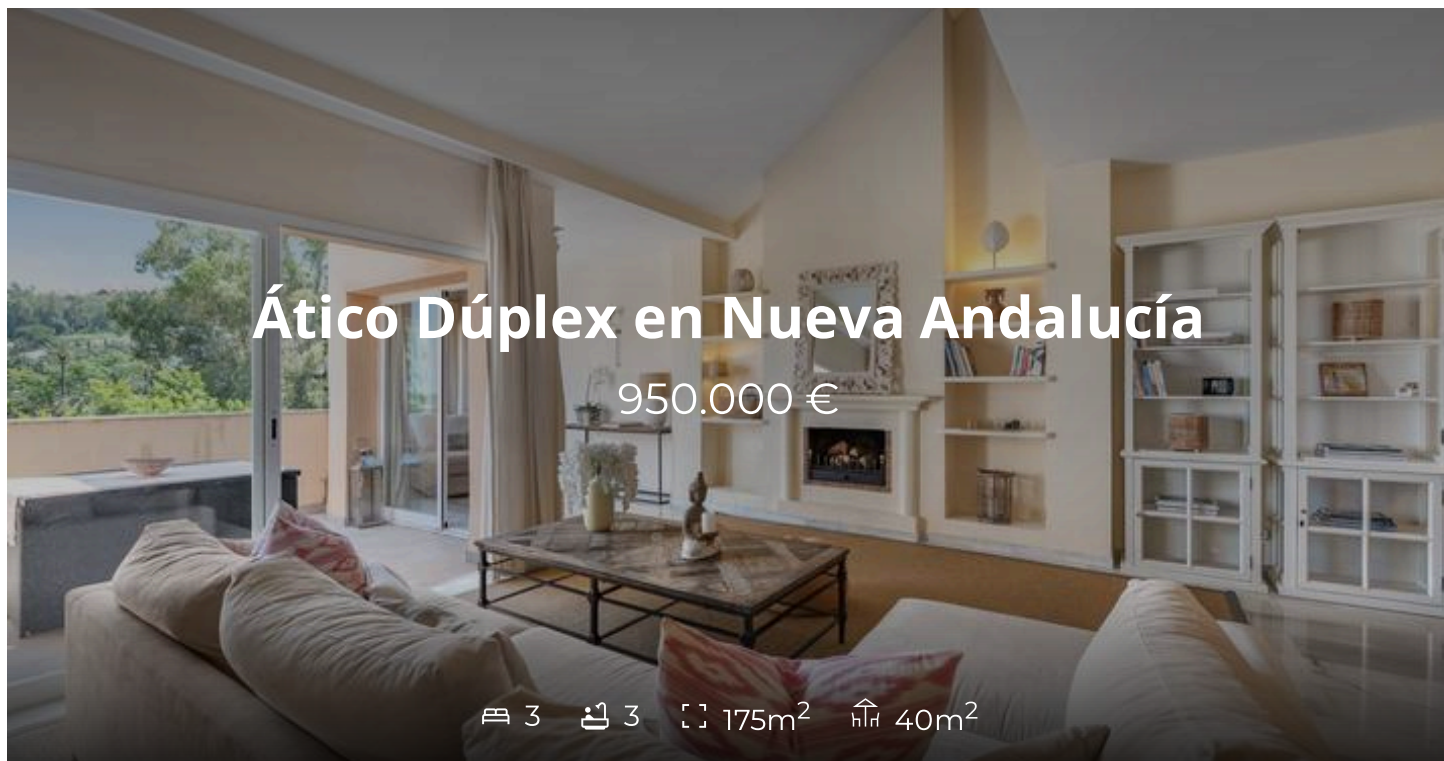 Ático Dúplex en Nueva Andalucía
950.000 €
3 3 175m² 40m²